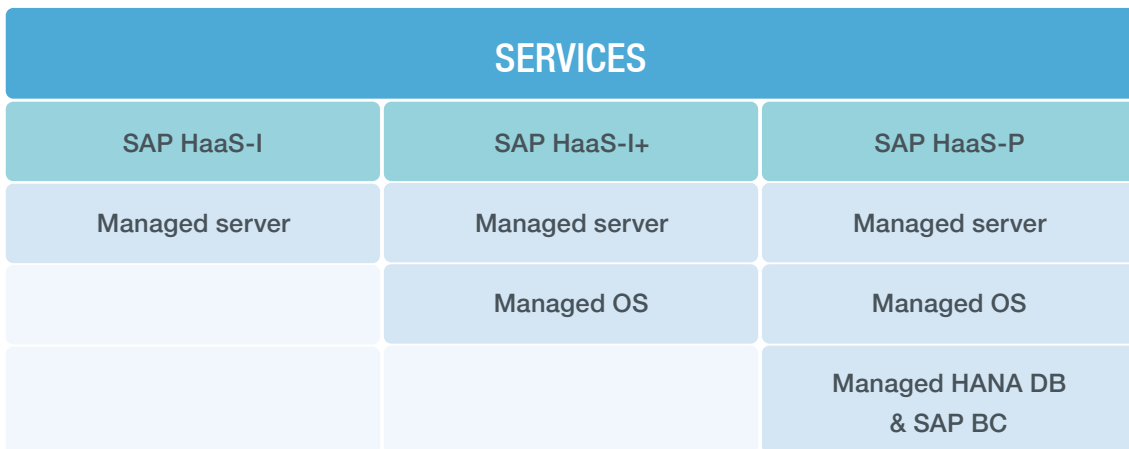 SERVICES
SAP HaaS-I
SAP HaaS-I+
SAP HaaS-P
Managed server
Managed server
Managed server
Managed OS
Managed OS
Managed HANA DB
& SAP BC